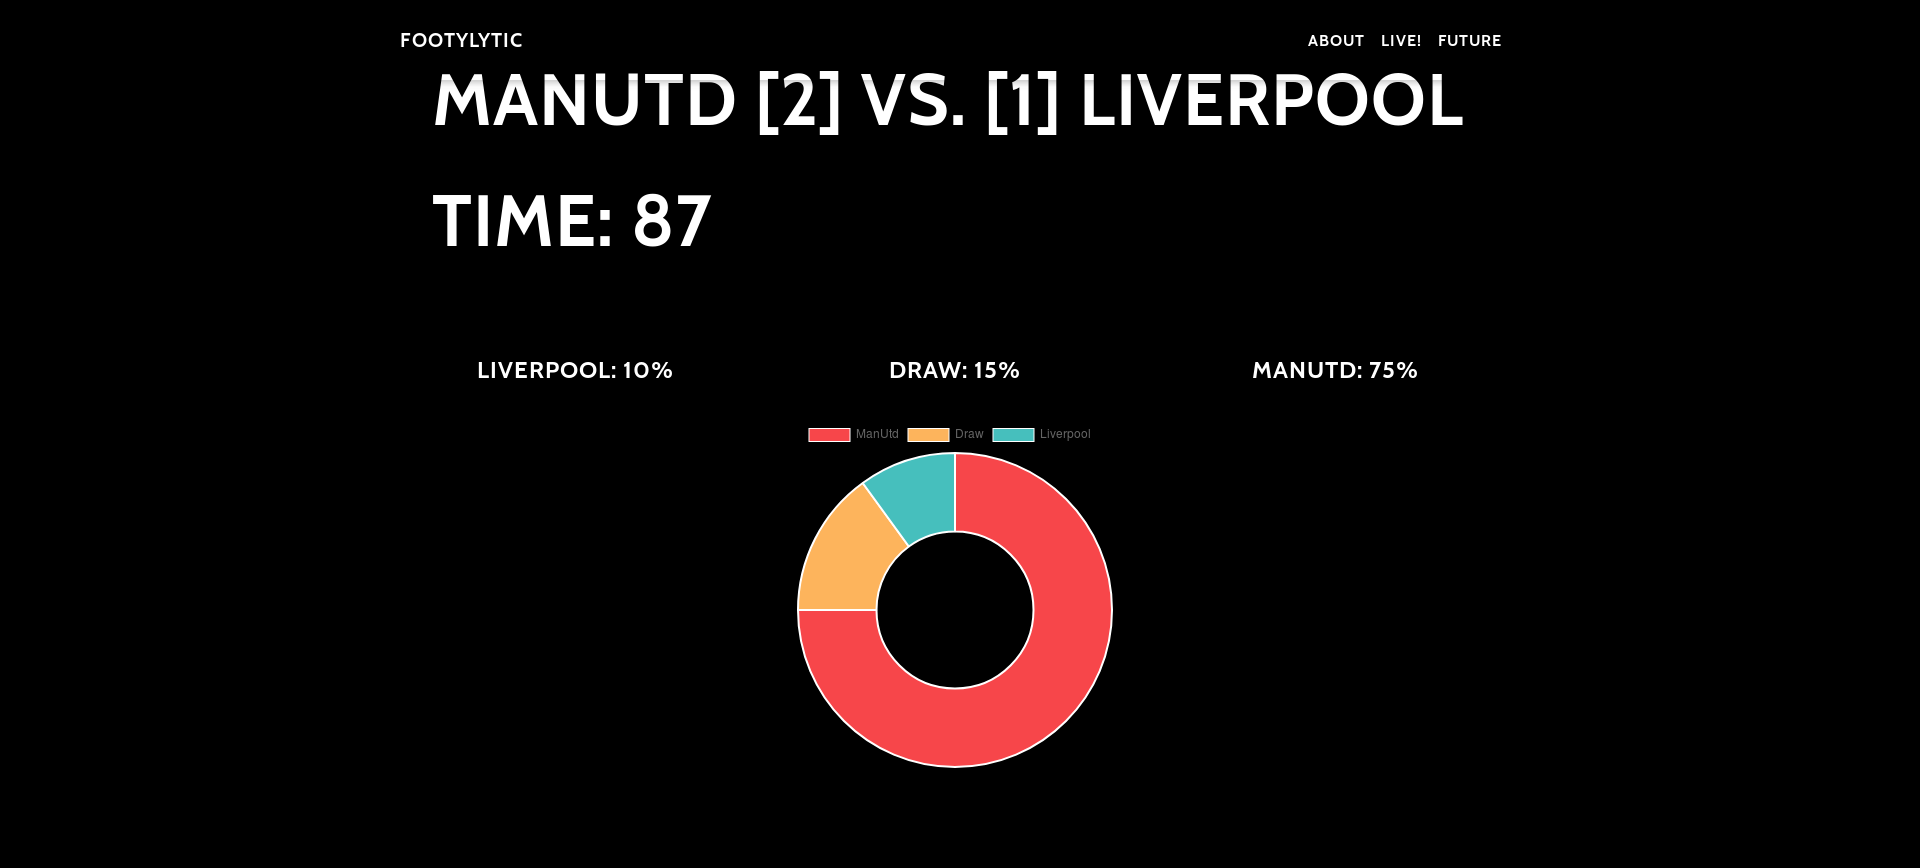 FOOTYLYTIC
ABOUT LIVE! FUTURE
MANUTD [2] VS. [1] LIVERPOOL
TIME: 87
LIVERPOOL: 10% DRAW: 15% MANUTD: 75%
ManUtd Draw Liverpool